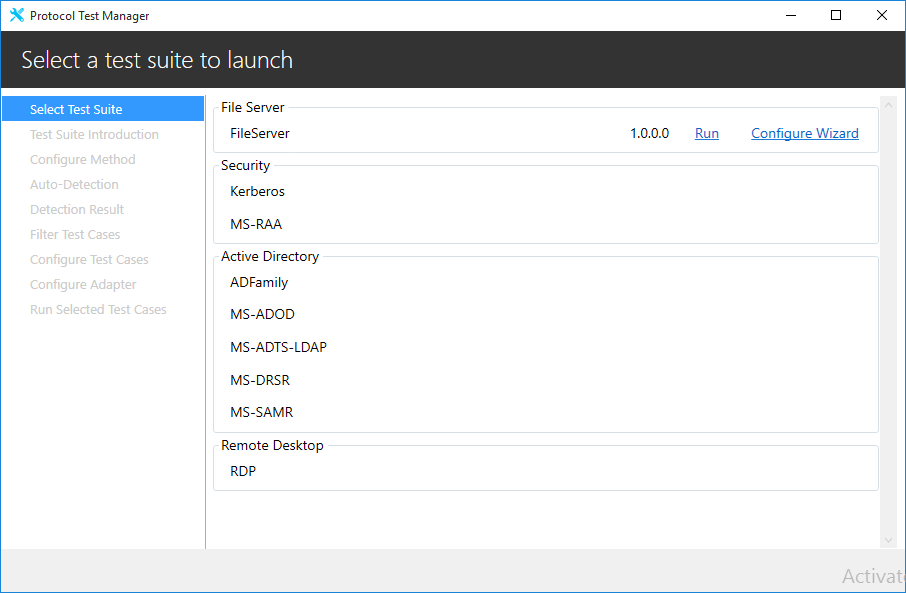 Protocol Test Manager
Select a test suite to launch
Select Test Suite
Test Suite Introduction
Configure Method
Auto-Detection
Detection Result
Filter Test Cases
Configure Test Cases
Configure Adapter
Run Selected Test Cases
File Server
FileServer 1.0.0.0 Run Configure Wizard
Security
Kerberos
MS-RAA
Active Directory
ADFamily
MS-ADOD
MS-ADTS-LDAP
MS-DRSR
MS-SAMR
Remote Desktop
RDP
Activate